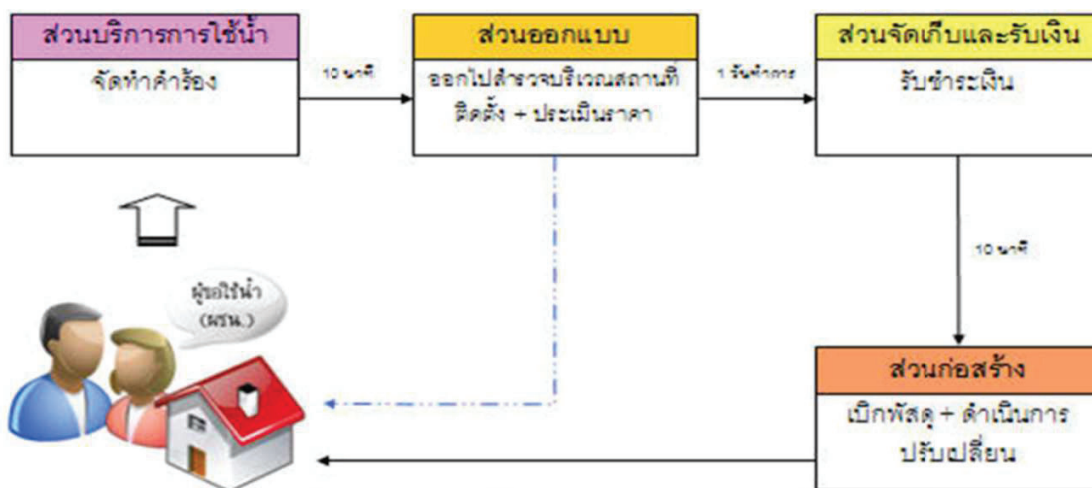 ส่วนบริการการใช้น้ำ
จัดทำคำร้อง
10 นาที
ส่วนออกแบบ
ออกไปสำรวจบริเวณสถานที่
ติดตั้ง + ประเมินราคา
1 วันทำการ
ส่วนจัดเก็บและรับเงิน
รับชำระเงิน
10 นาที
ผู้ขอใช้น้ำ
(ผชน.)
ส่วนก่อสร้าง
เบิกพัสดุ + ดำเนินการ
ปรับเปลี่ยน